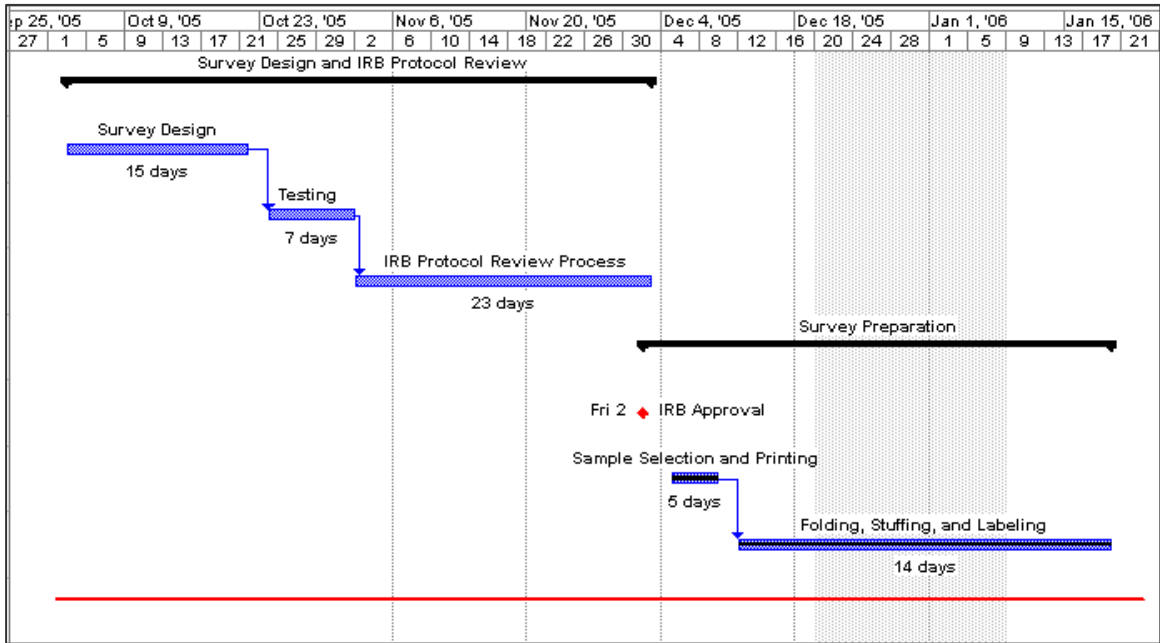 ep 25, '05 Oct 9, '05 Oct 23, '05 Nov 6, '05 Nov 20, '05 Dec 4, '05 Dec 18, '05 Jan 1, '06 Jan 15, '06
27 1 5 9 13 17 21 25 29 2 6 10 14 18 22 26 30 4 8 12 16 20 24 28 1 5 9 13 17 21
Survey Design and IRB Protocol Review
Survey Design
15 days
Testing
7 days
IRB Protocol Review Process
23 days
Survey Preparation
Fri 2 IRB Approval
Sample Selection and Printing
5 days
Folding, Stuffing, and Labeling
14 days